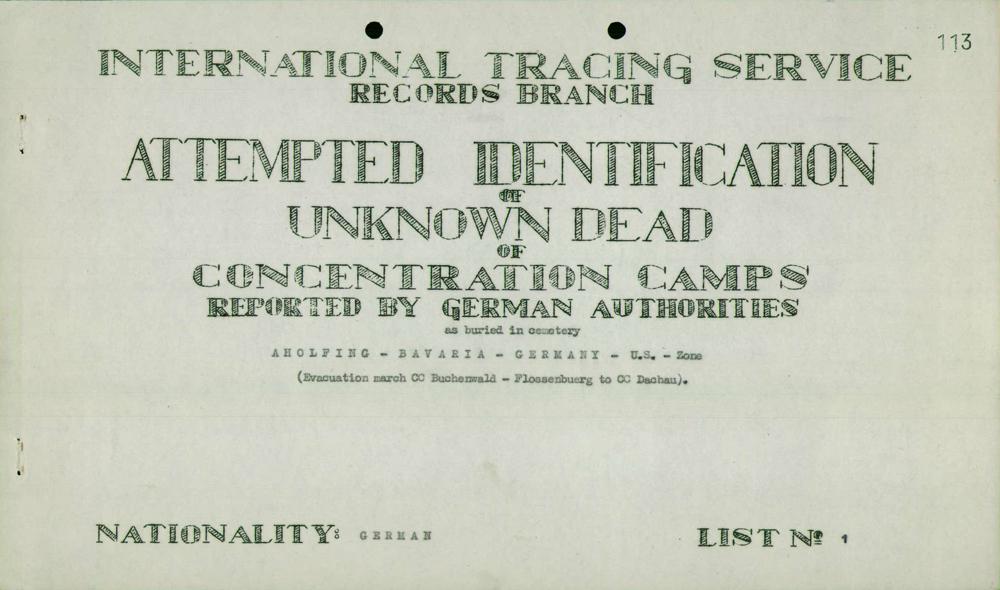 113
INTERNATIONAL TRACING SERVICE
RECORDS BRANCH
ATTEMPTED IDENTIFICATION
OF
UNKNOWN DEAD
OF
CONCENTRATION CAMPS
REPORTED BY GERMAN AUTHORITIES
as buried in cemetery
AHOLFING - BAVARIA - GERMANY - U.S. - Zone
(Evacuation march CC Buchenwald - Flossenbuerg to CC Dachau).
NATIONALITY: GERMAN
LIST Nº 1